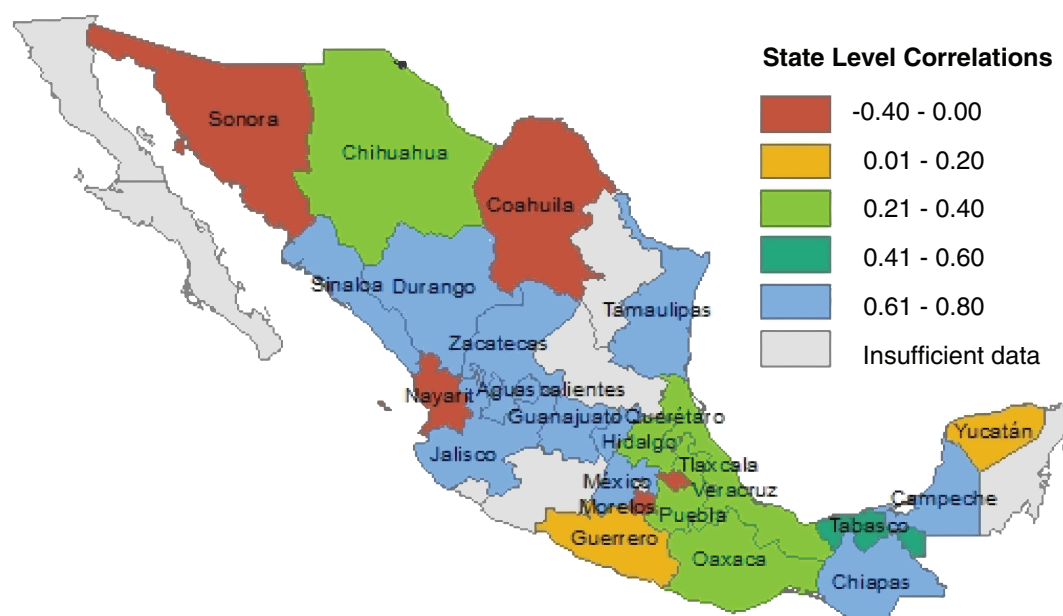 State Level Correlations
-0.40 - 0.00
0.01 - 0.20
0.21 - 0.40
0.41 - 0.60
0.61 - 0.80
Insufficient data
Sonora
Chihuahua
Coahuila
Sinaloa
Durango
Tamaulipas
Zacatecas
Nayarit
Aguascalientes
Guanajuato
Querétaro
Hidalgo
Jalisco
Tlaxcala
México
Veracruz
Morelos
Puebla
Guerrero
Oaxaca
Yucatán
Campeche
Tabasco
Chiapas